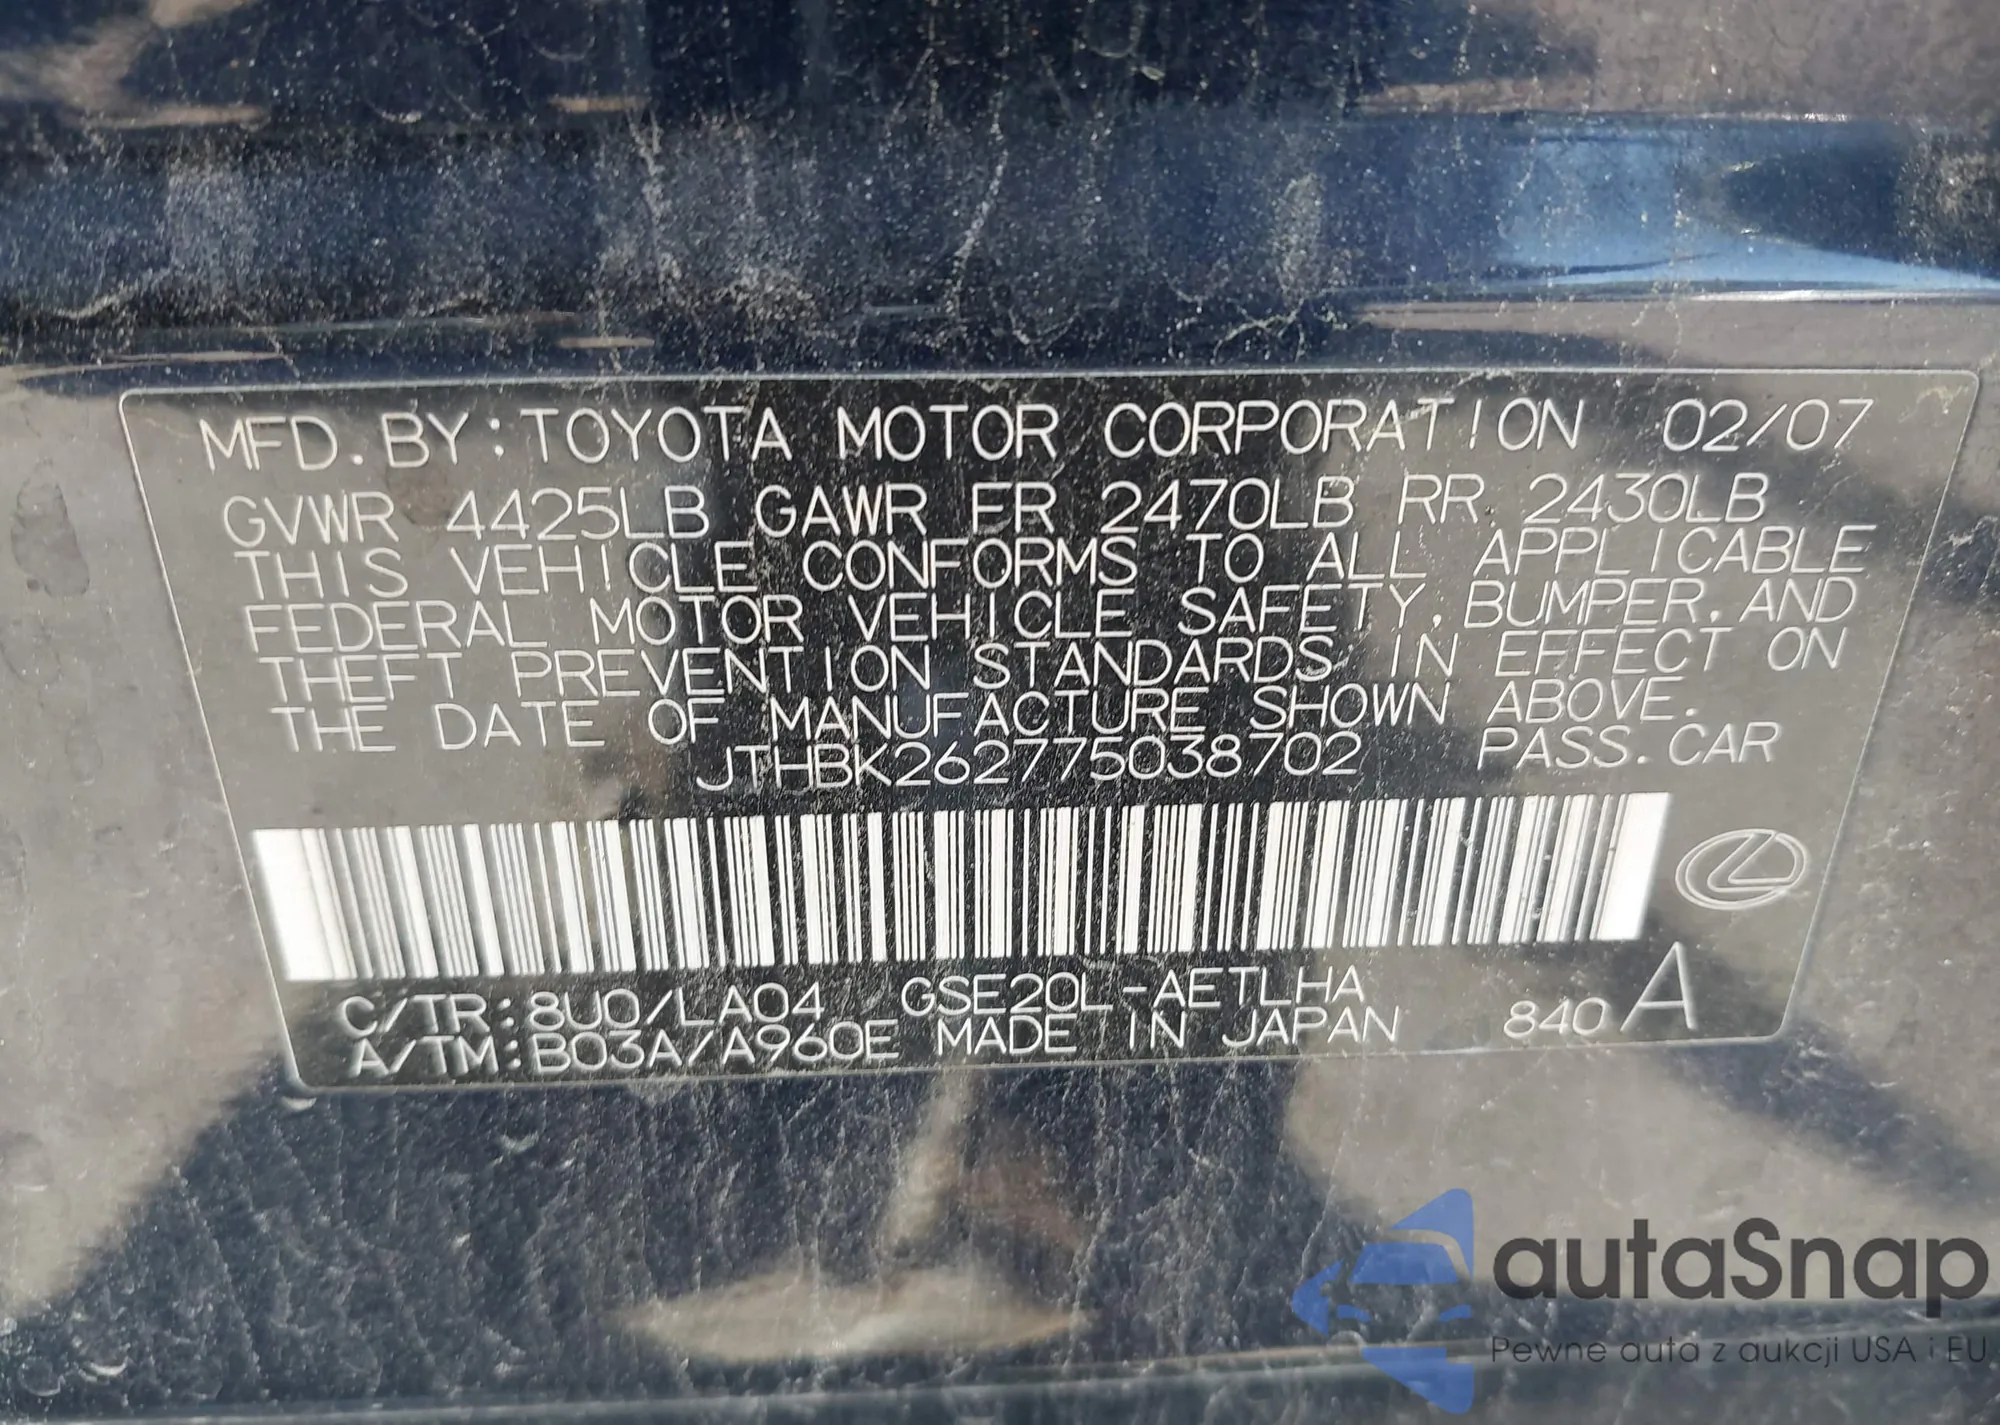 MFD. BY: TOYOTA MOTOR CORPORATION 02/07
GVWR 4425LB GAWR FR 2470LB RR 2430LB
THIS VEHICLE CONFORMS TO ALL APPLICABLE
FEDERAL MOTOR VEHICLE SAFETY, BUMPER, AND
THEFT PREVENTION STANDARDS IN EFFECT ON
THE DATE OF MANUFACTURE SHOWN ABOVE.
JTHBK262775038702 PASS. CAR
C/TR: 8U0/LA04 GSE20L-AETLHA
A/TM: B03A/A960E MADE IN JAPAN 840 A
autaSnap
Pewne auta z aukcji USA i EU